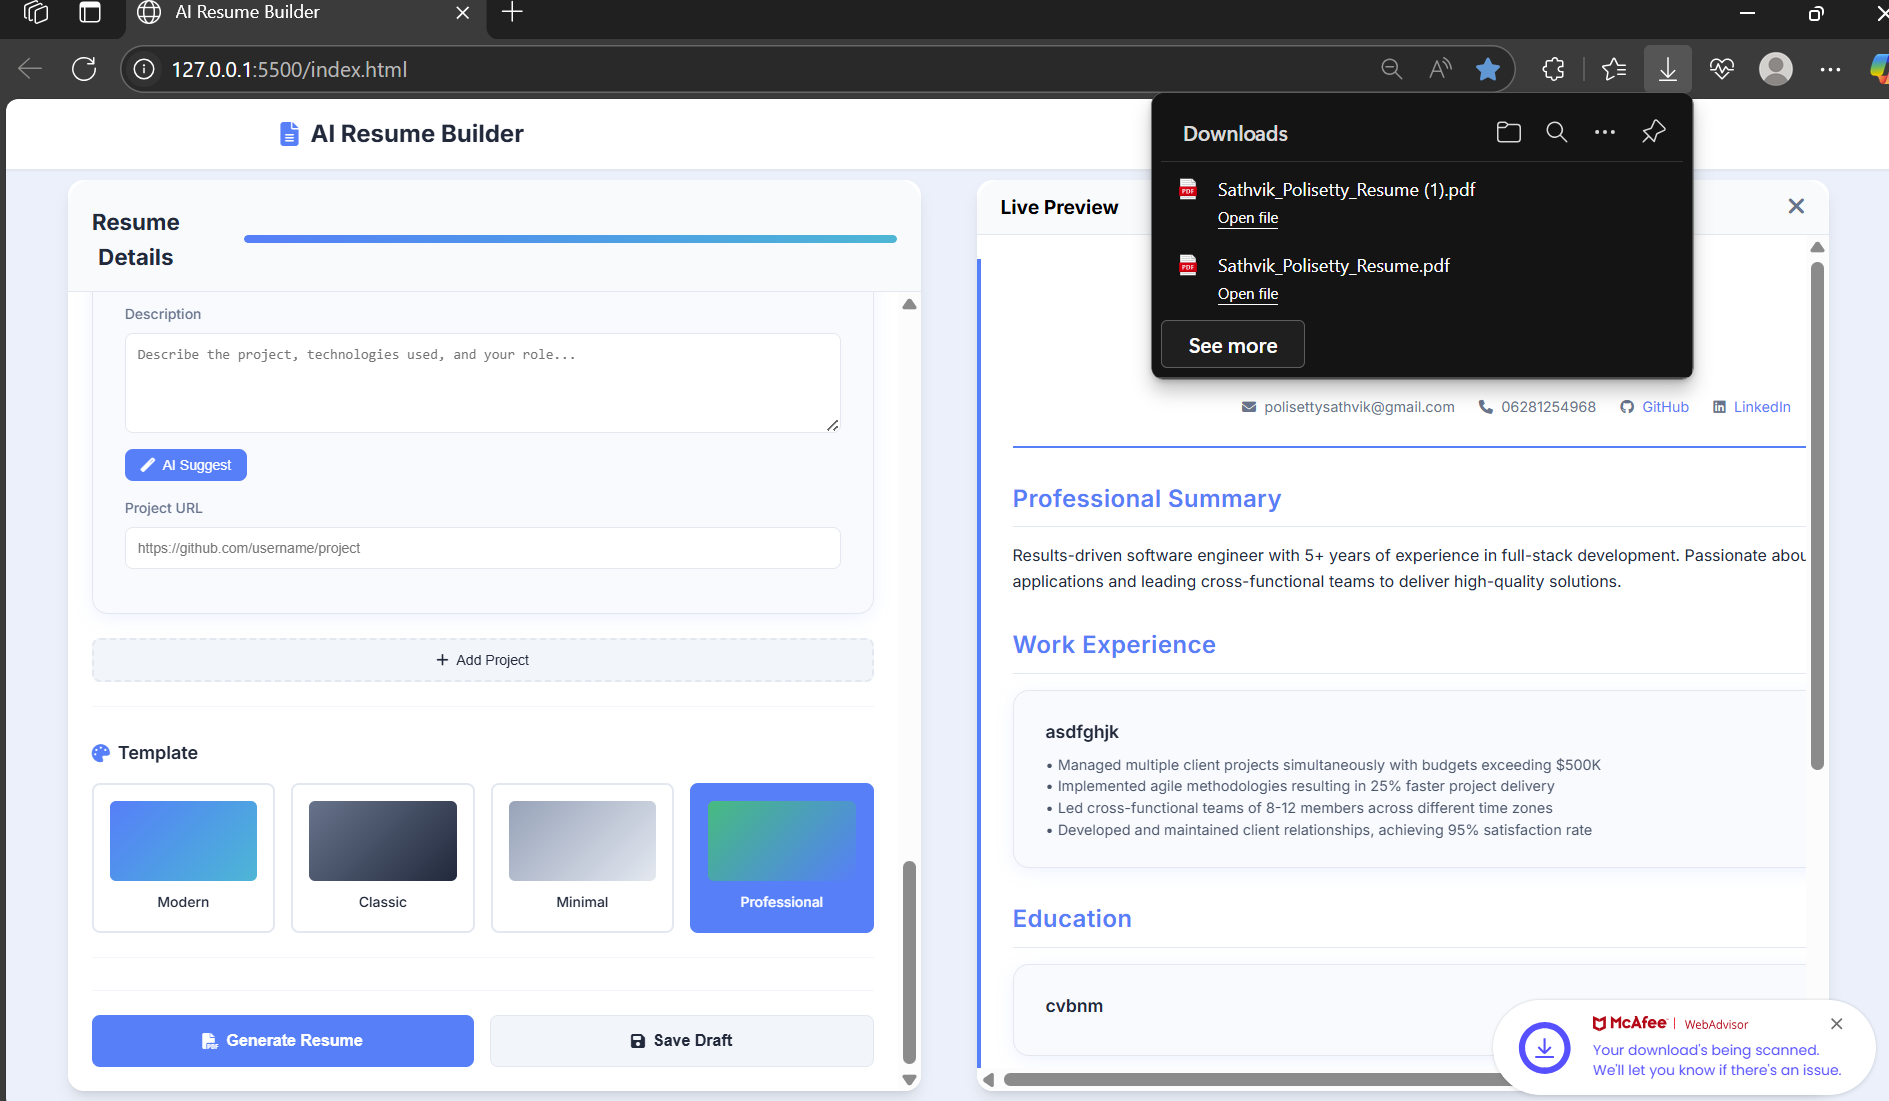 AI Resume Builder
127.0.0.1:5500/index.html
AI Resume Builder
Downloads
Sathvik_Polisetty_Resume (1).pdf
Open file
Sathvik_Polisetty_Resume.pdf
Open file
See more
Resume
Details
Description
Describe the project, technologies used, and your role...
AI Suggest
Project URL
https://github.com/username/project
+ Add Project
Template
Modern
Classic
Minimal
Professional
Generate Resume
Save Draft
Live Preview
polisettysathvik@gmail.com 06281254968 GitHub LinkedIn
Professional Summary
Results-driven software engineer with 5+ years of experience in full-stack development. Passionate abou
applications and leading cross-functional teams to deliver high-quality solutions.
Work Experience
asdfghjk
• Managed multiple client projects simultaneously with budgets exceeding $500K
• Implemented agile methodologies resulting in 25% faster project delivery
• Led cross-functional teams of 8-12 members across different time zones
• Developed and maintained client relationships, achieving 95% satisfaction rate
Education
cvbnm
McAfee | WebAdvisor
Your download's being scanned.
We'll let you know if there's an issue.